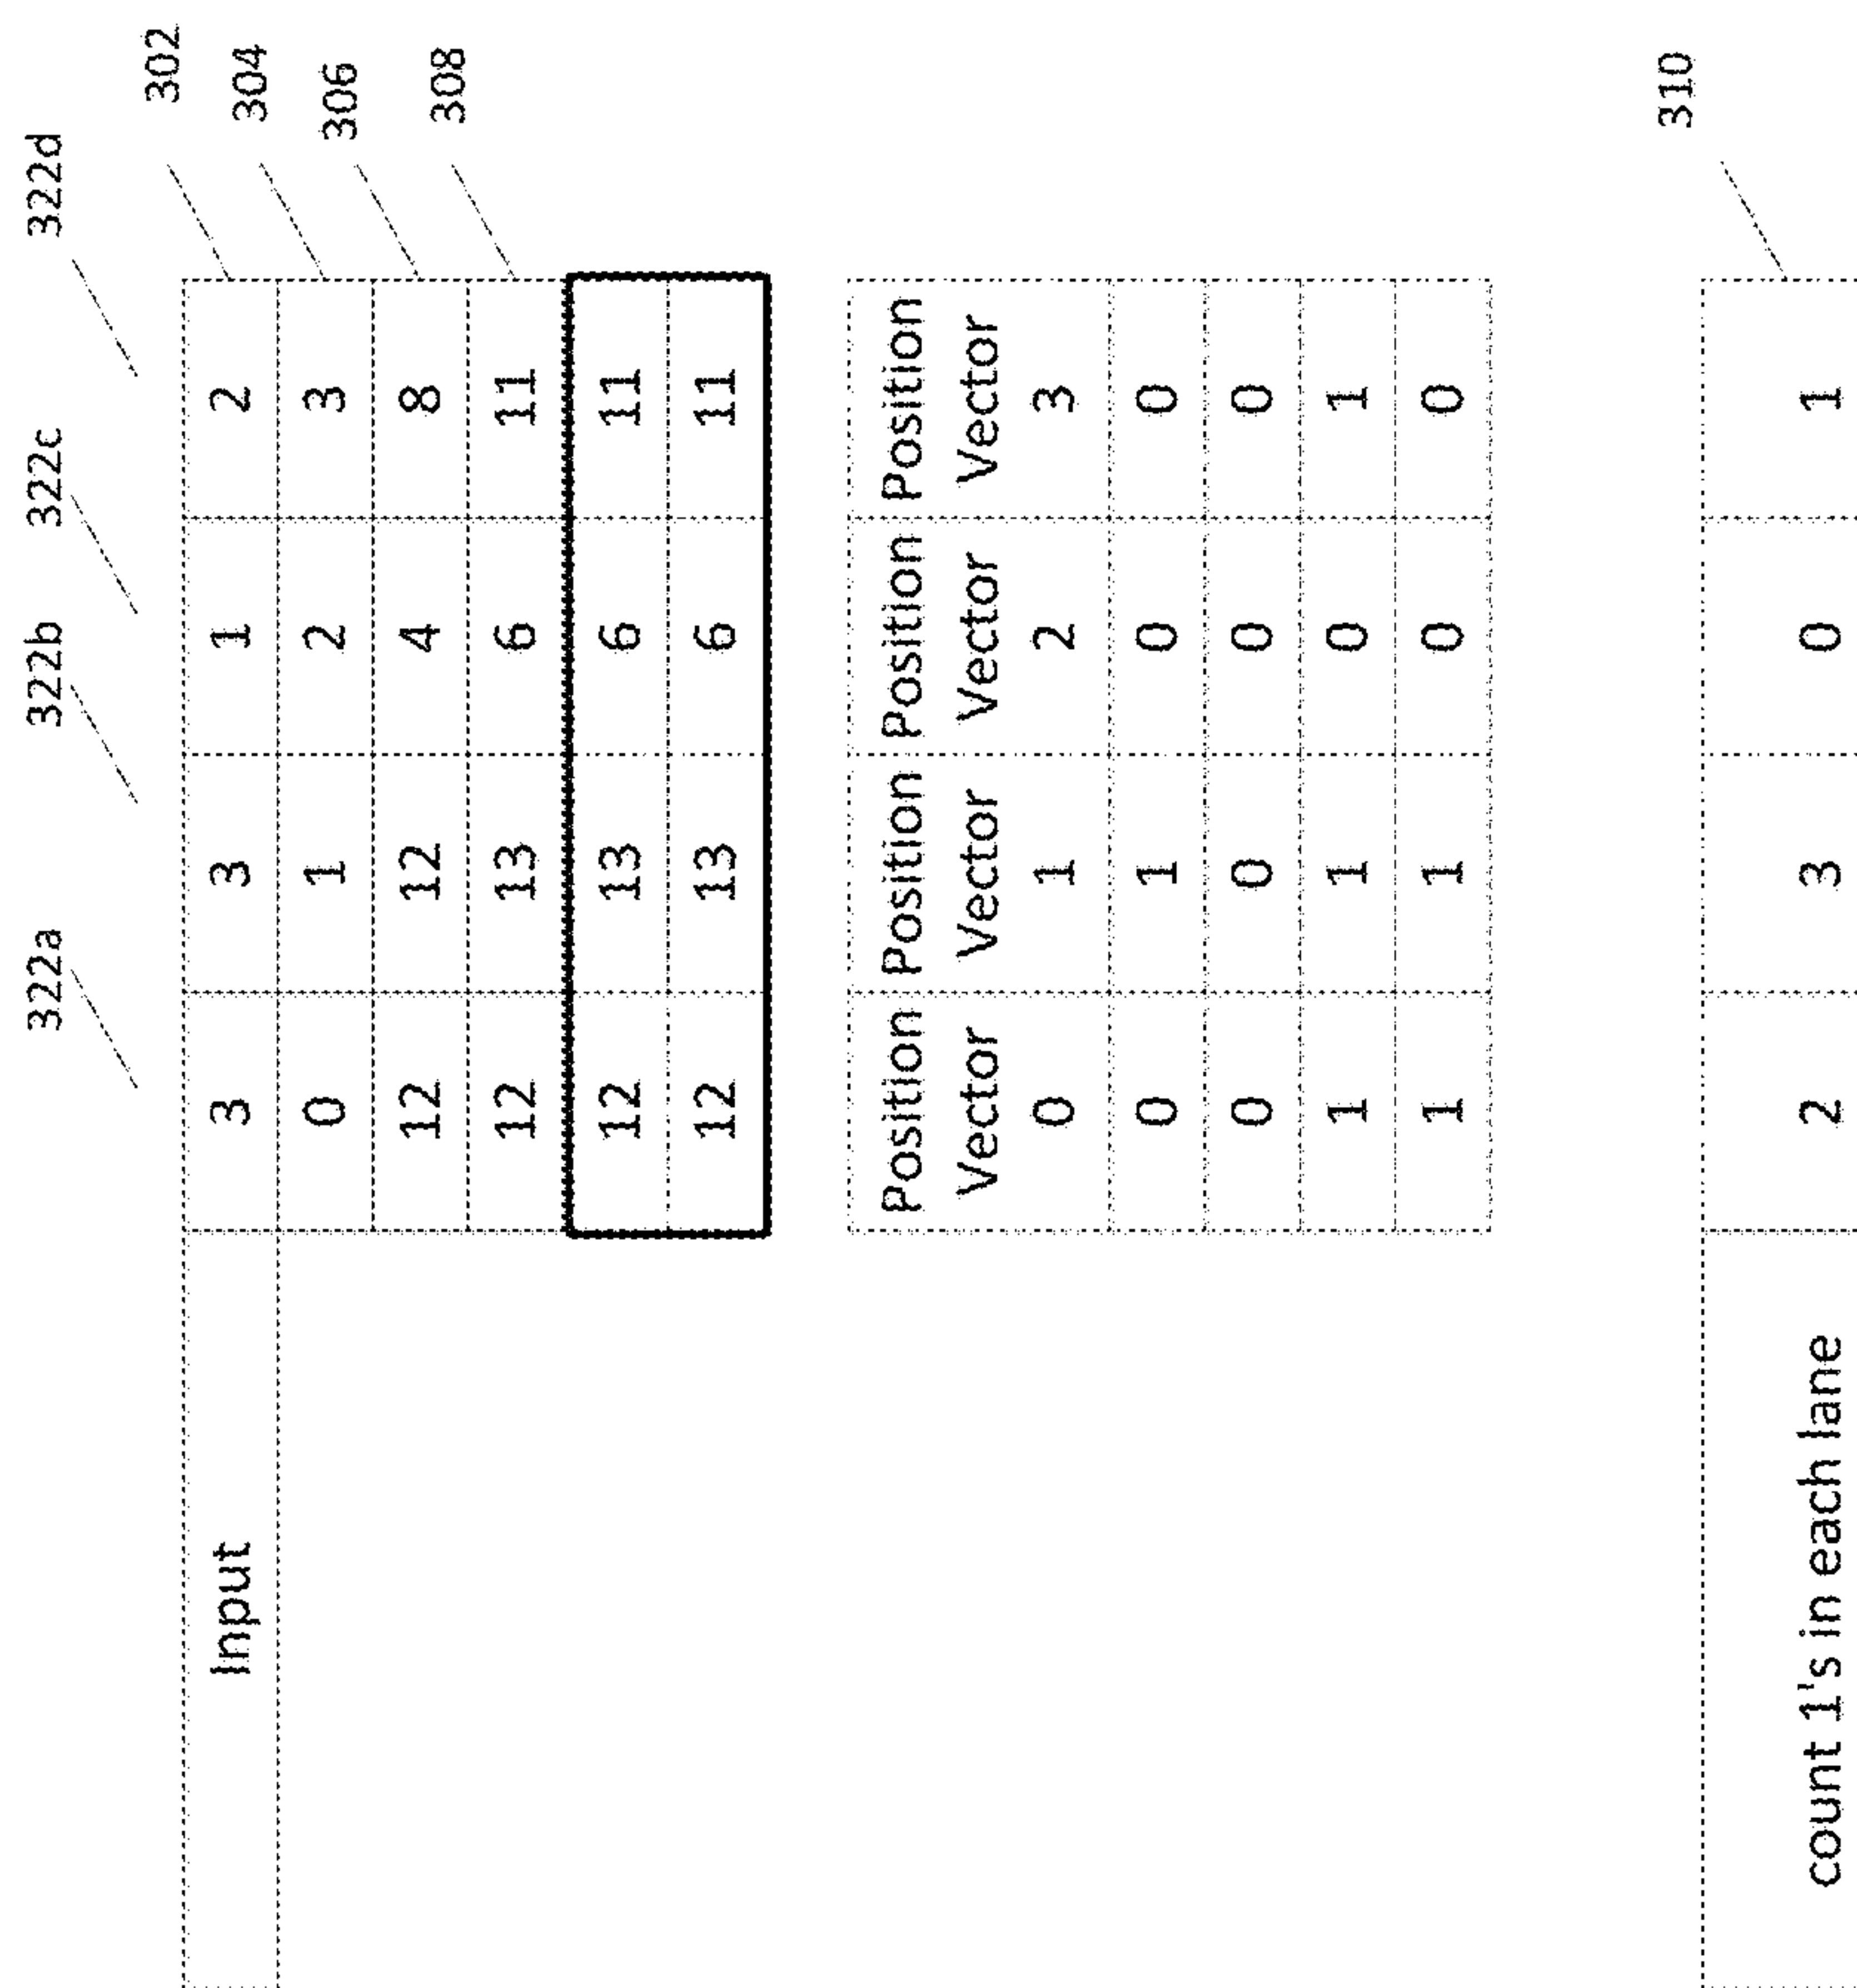 322a 322b 322c 322d
Input 3 3 1 2 302
0 1 2 3 304
12 12 4 8 306
12 13 6 11 308
12 13 6 11
12 13 6 11
Position Position Position Position
Vector Vector Vector Vector
0 1 2 3
0 1 0 0
0 0 0 0
1 1 0 1
1 1 0 0
count 1's in each lane 2 3 0 1 310